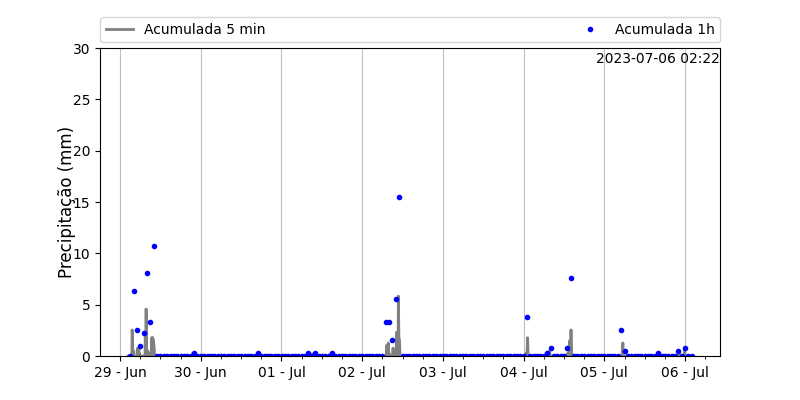 Acumulada 5 min
Acumulada 1h
2023-07-06 02:22
Precipitação (mm)
30
25
20
15
10
5
0
29 - Jun
30 - Jun
01 - Jul
02 - Jul
03 - Jul
04 - Jul
05 - Jul
06 - Jul